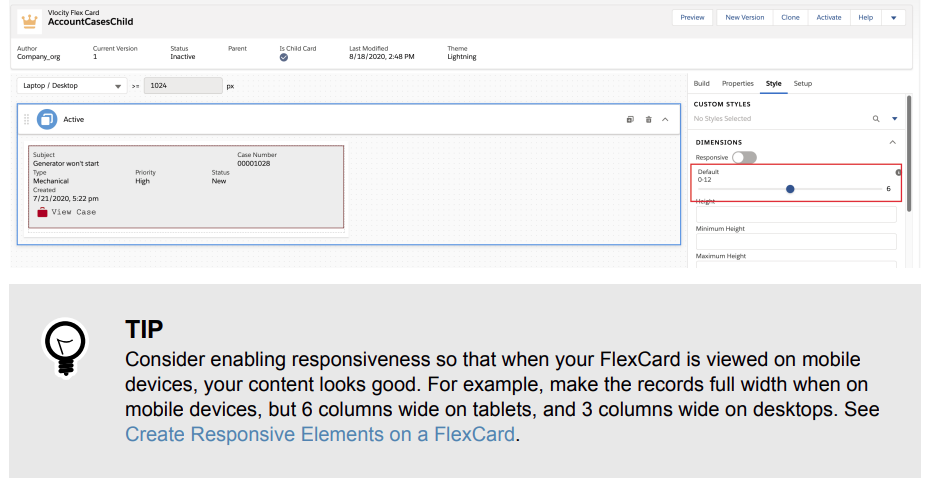 Vlocity Flex Card
AccountCasesChild
Preview New Version Clone Activate Help
Author Current Version Status Parent Is Child Card Last Modified Theme
Company_org 1 Inactive 8/18/2020, 2:48 PM Lightning
Laptop / Desktop >= 1024 px
Build Properties Style Setup
CUSTOM STYLES
No Styles Selected
Active
DIMENSIONS
Responsive
Default
0-12
6
Height
Minimum Height
Maximum Height
Subject Case Number
Generator won't start 00001028
Type Priority Status
Mechanical High New
Created
7/21/2020, 5:22 pm
View Case
TIP
Consider enabling responsiveness so that when your FlexCard is viewed on mobile
devices, your content looks good. For example, make the records full width when on
mobile devices, but 6 columns wide on tablets, and 3 columns wide on desktops. See
Create Responsive Elements on a FlexCard.